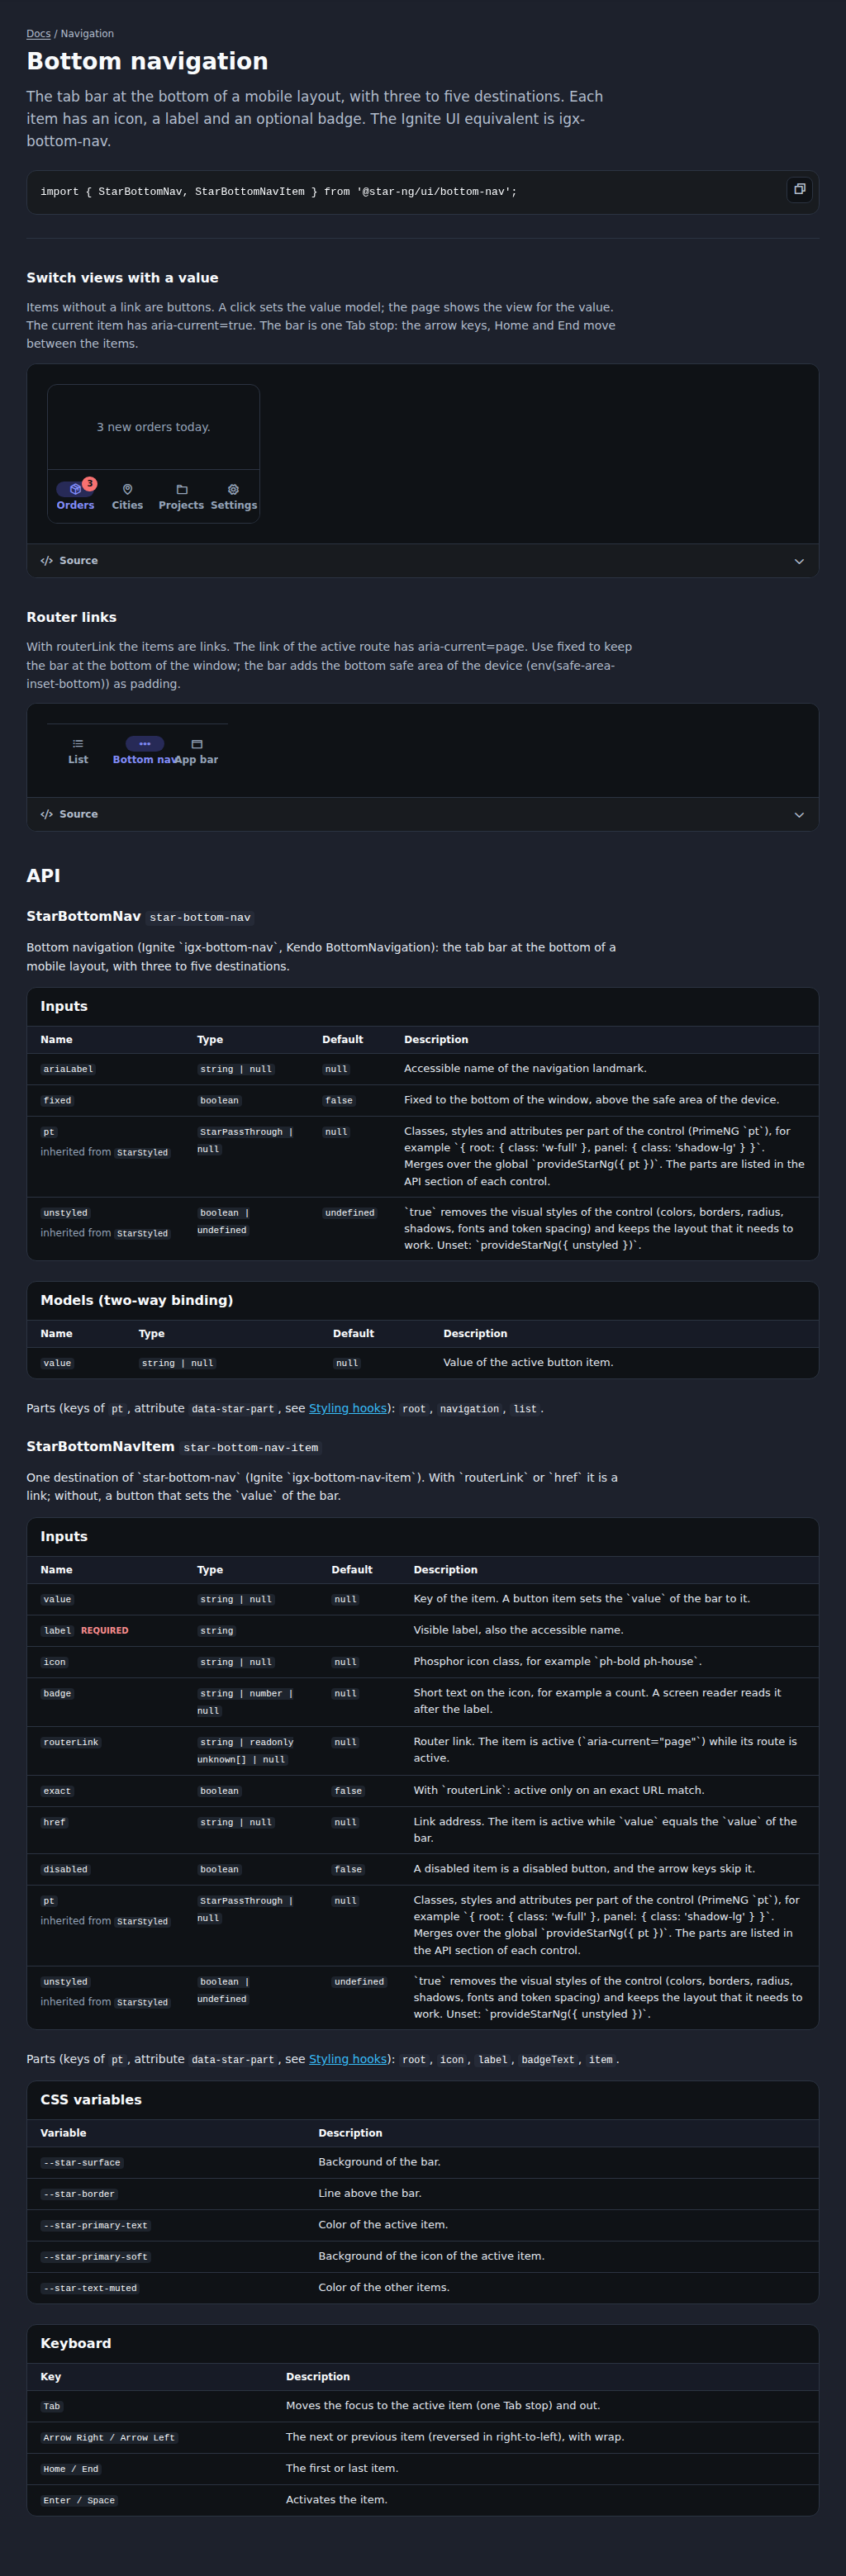 Docs / Navigation
Bottom navigation
The tab bar at the bottom of a mobile layout, with three to five destinations. Each
item has an icon, a label and an optional badge. The Ignite UI equivalent is igx-
bottom-nav.
import { StarBottomNav, StarBottomNavItem } from '@star-ng/ui/bottom-nav';
Switch views with a value
Items without a link are buttons. A click sets the value model; the page shows the view for the value.
The current item has aria-current=true. The bar is one Tab stop: the arrow keys, Home and End move
between the items.
3 new orders today.
3
Orders Cities Projects Settings
Source
Router links
With routerLink the items are links. The link of the active route has aria-current=page. Use fixed to keep
the bar at the bottom of the window; the bar adds the bottom safe area of the device (env(safe-area-
inset-bottom)) as padding.
List Bottom nav App bar
Source
API
StarBottomNav star-bottom-nav
Bottom navigation (Ignite `igx-bottom-nav`, Kendo BottomNavigation): the tab bar at the bottom of a
mobile layout, with three to five destinations.
Inputs
Name Type Default Description
ariaLabel string | null null Accessible name of the navigation landmark.
fixed boolean false Fixed to the bottom of the window, above the safe area of the device.
pt StarPassThrough | null Classes, styles and attributes per part of the control (PrimeNG `pt`), for
inherited from StarStyled null example `{ root: { class: 'w-full' }, panel: { class: 'shadow-lg' } }`.
Merges over the global `provideStarNg({ pt })`. The parts are listed in the
API section of each control.
unstyled boolean | undefined `true` removes the visual styles of the control (colors, borders, radius,
inherited from StarStyled undefined shadows, fonts and token spacing) and keeps the layout that it needs to
work. Unset: `provideStarNg({ unstyled })`.
Models (two-way binding)
Name Type Default Description
value string | null null Value of the active button item.
Parts (keys of pt, attribute data-star-part, see Styling hooks): root, navigation, list.
StarBottomNavItem star-bottom-nav-item
One destination of `star-bottom-nav` (Ignite `igx-bottom-nav-item`). With `routerLink` or `href` it is a
link; without, a button that sets the `value` of the bar.
Inputs
Name Type Default Description
value string | null null Key of the item. A button item sets the `value` of the bar to it.
label REQUIRED string Visible label, also the accessible name.
icon string | null null Phosphor icon class, for example `ph-bold ph-house`.
badge string | number | null Short text on the icon, for example a count. A screen reader reads it
null after the label.
routerLink string | readonly null Router link. The item is active (`aria-current="page"`) while its route is
unknown[] | null active.
exact boolean false With `routerLink`: active only on an exact URL match.
href string | null null Link address. The item is active while `value` equals the `value` of the
bar.
disabled boolean false A disabled item is a disabled button, and the arrow keys skip it.
pt StarPassThrough | null Classes, styles and attributes per part of the control (PrimeNG `pt`), for
inherited from StarStyled null example `{ root: { class: 'w-full' }, panel: { class: 'shadow-lg' } }`.
Merges over the global `provideStarNg({ pt })`. The parts are listed in
the API section of each control.
unstyled boolean | undefined `true` removes the visual styles of the control (colors, borders, radius,
inherited from StarStyled undefined shadows, fonts and token spacing) and keeps the layout that it needs to
work. Unset: `provideStarNg({ unstyled })`.
Parts (keys of pt, attribute data-star-part, see Styling hooks): root, icon, label, badgeText, item.
CSS variables
Variable Description
--star-surface Background of the bar.
--star-border Line above the bar.
--star-primary-text Color of the active item.
--star-primary-soft Background of the icon of the active item.
--star-text-muted Color of the other items.
Keyboard
Key Description
Tab Moves the focus to the active item (one Tab stop) and out.
Arrow Right / Arrow Left The next or previous item (reversed in right-to-left), with wrap.
Home / End The first or last item.
Enter / Space Activates the item.